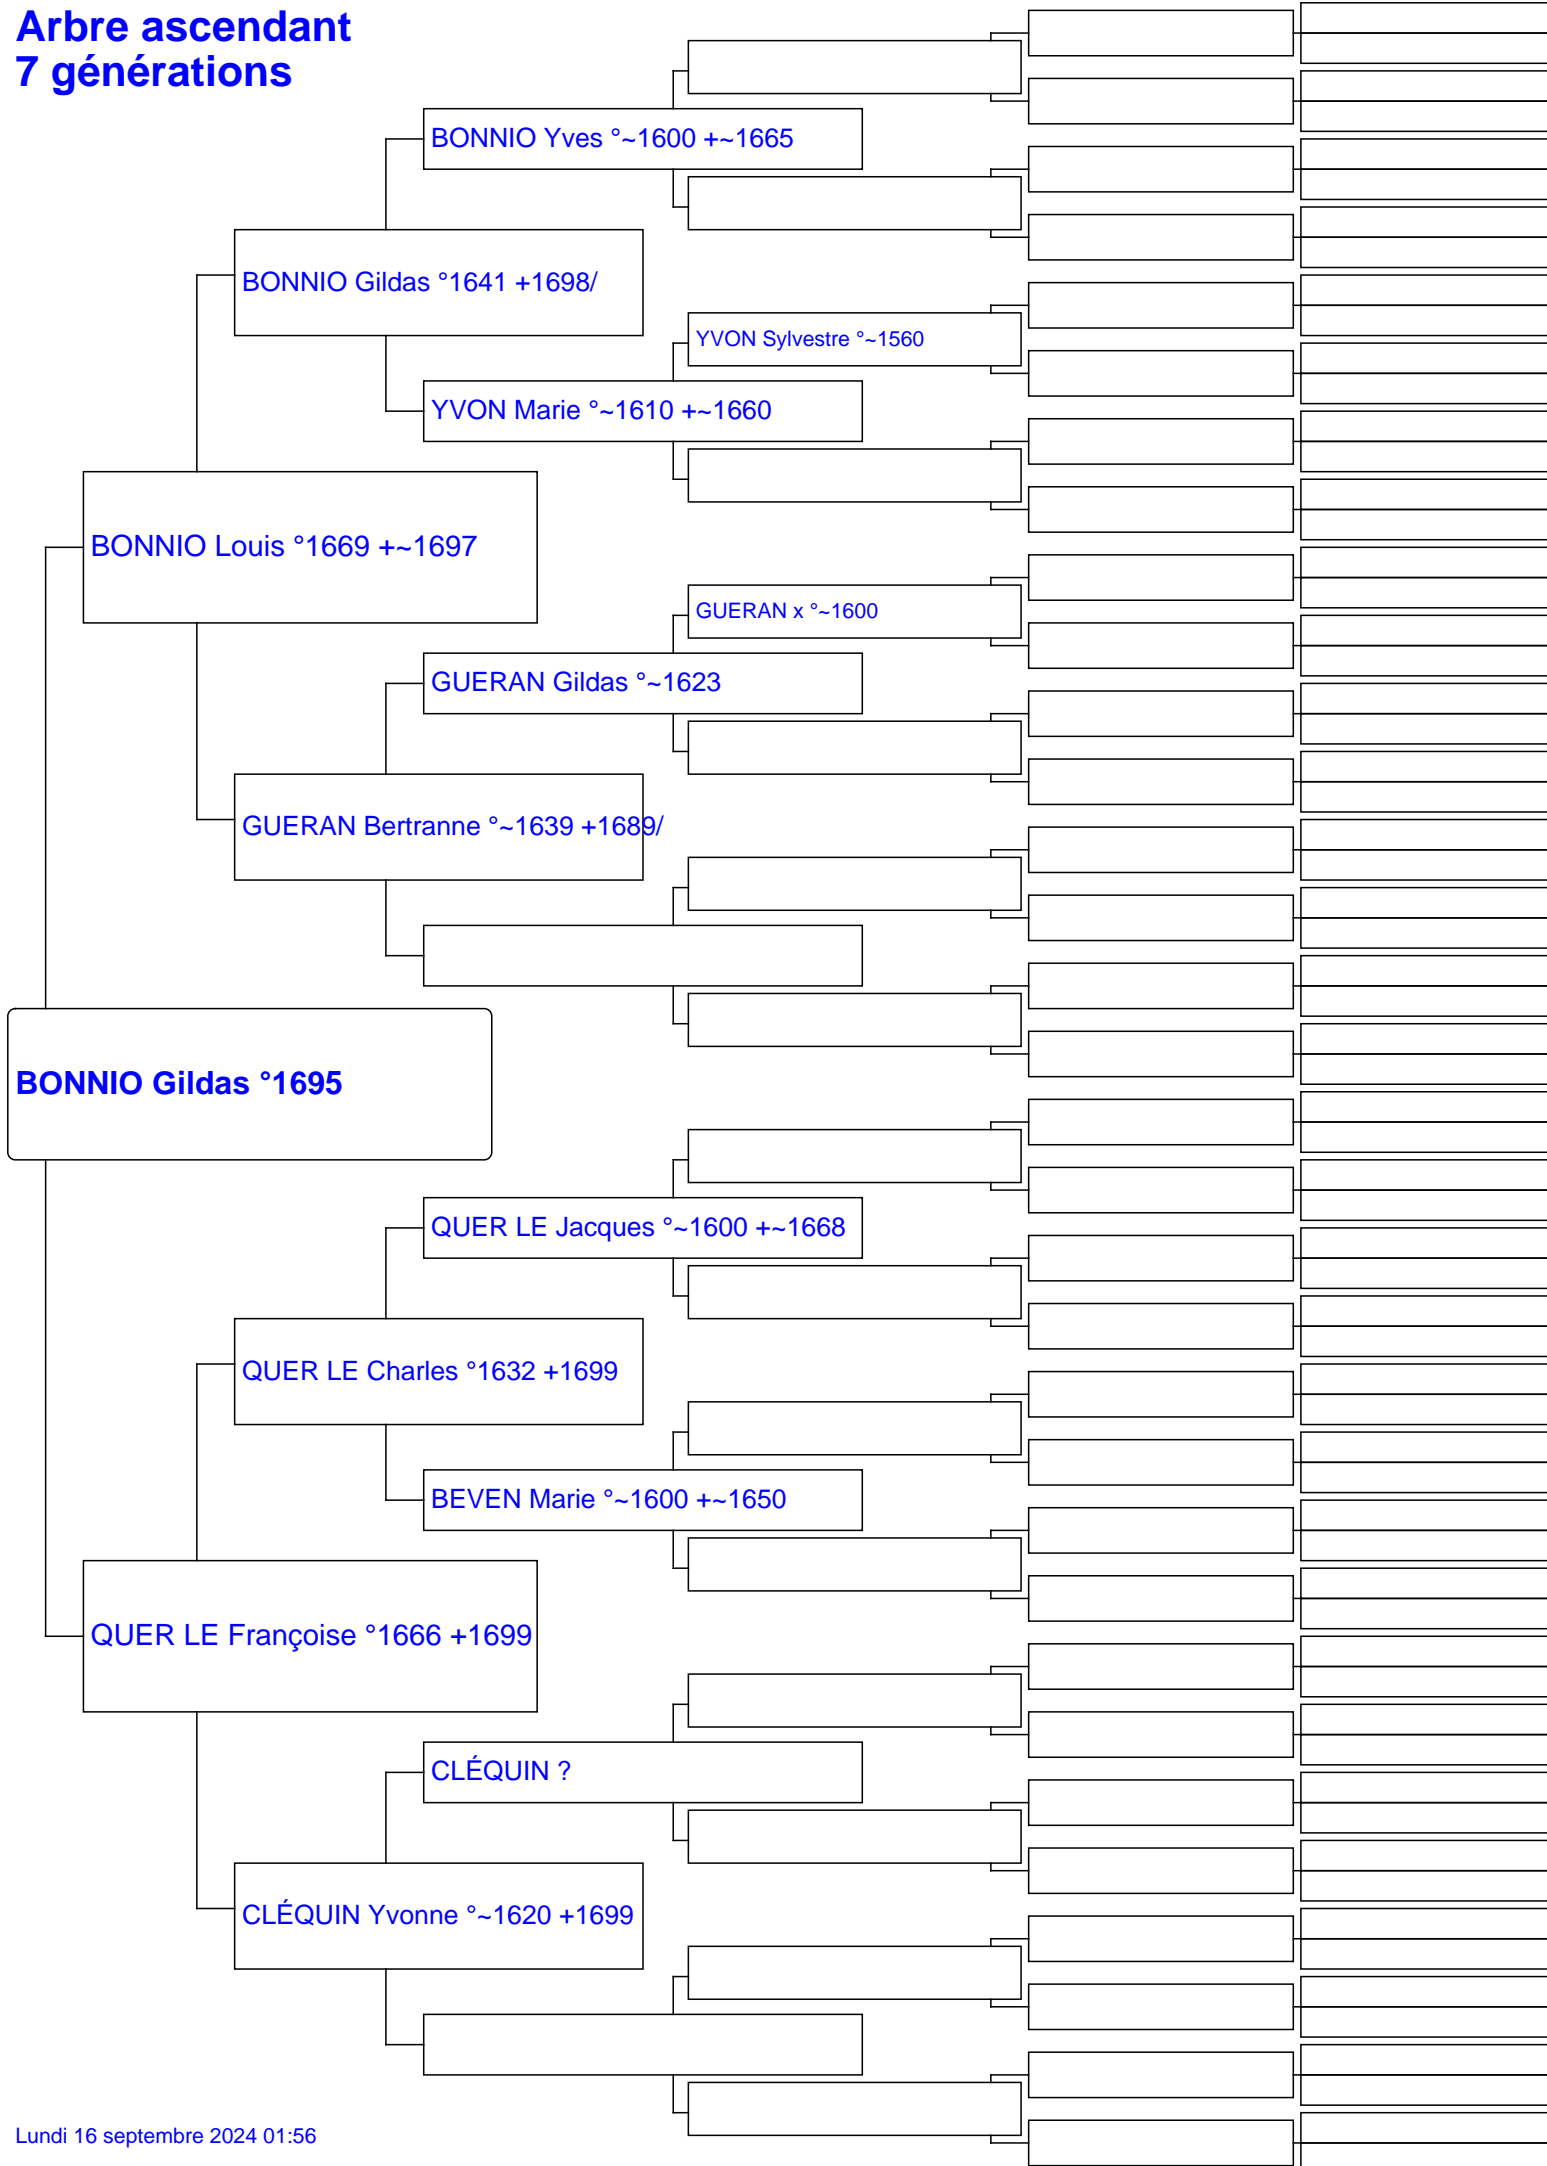 Arbre ascendant
7 générations
BONNIO Yves °~1600 +~1665
BONNIO Gildas °1641 +1698/
YVON Sylvestre °~1560
YVON Marie °~1610 +~1660
BONNIO Louis °1669 +~1697
GUERAN x °~1600
GUERAN Gildas °~1623
GUERAN Bertranne °~1639 +1689/
BONNIO Gildas °1695
QUER LE Jacques °~1600 +~1668
QUER LE Charles °1632 +1699
BEVEN Marie °~1600 +~1650
QUER LE Françoise °1666 +1699
CLÉQUIN ?
CLÉQUIN Yvonne °~1620 +1699
Lundi 16 septembre 2024 01:56